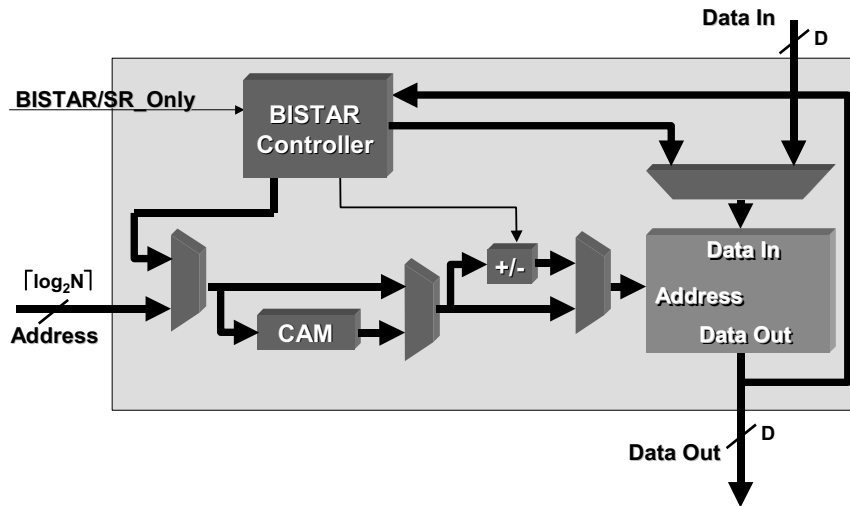 Data In
D
BISTAR/SR_Only
BISTAR
Controller
⌈log₂N⌉
Address
CAM
+/-
Data In
Address
Data Out
Data Out
D